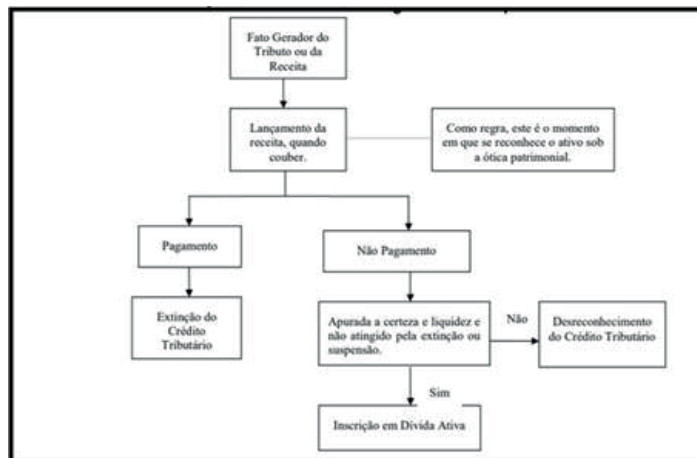 Fato Gerador do
Tributo ou da
Receita
Lançamento da
receita, quando
couber.
Como regra, este é o momento
em que se reconhece o ativo sob
a ótica patrimonial.
Pagamento
Não Pagamento
Extinção do
Crédito
Tributário
Apurada a certeza e liquidez e
não atingido pela extinção ou
suspensão.
Não
Desreconhecimento
do Crédito Tributário
Sim
Inscrição em Dívida Ativa